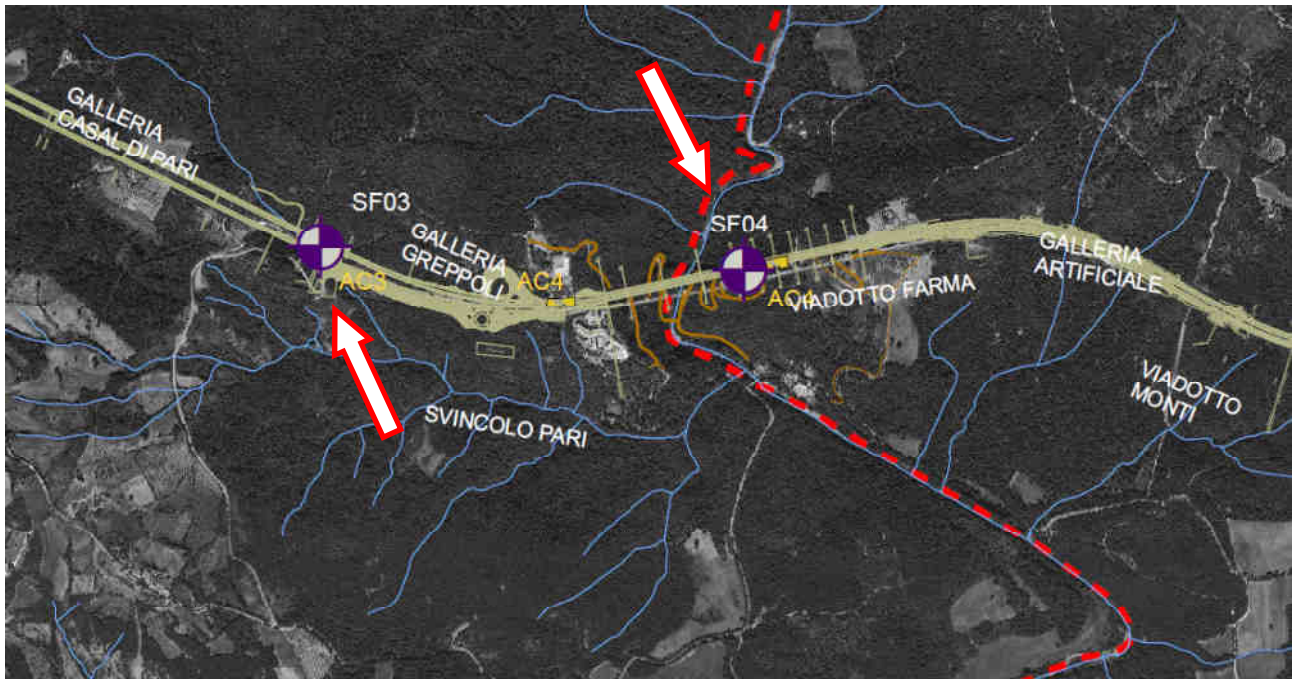 GALLERIA
CASAL DI PARI
SF03
GALLERIA
GREPPOLI
AC3
AC4
SVINCOLO PARI
SF04
AC4
VIADOTTO FARMA
GALLERIA
ARTIFICIALE
VIADOTTO
MONTI